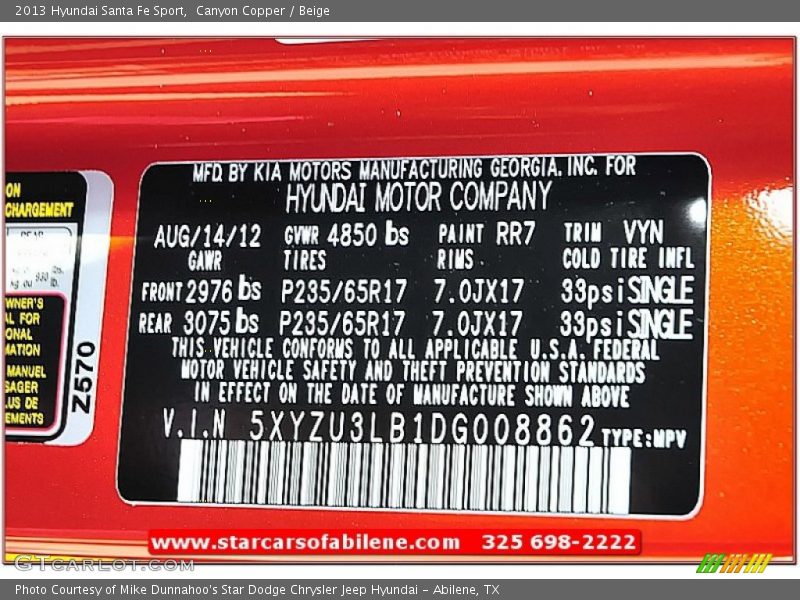 2013 Hyundai Santa Fe Sport,  Canyon Copper / Beige
MFD. BY KIA MOTORS MANUFACTURING GEORGIA, INC. FOR
HYUNDAI MOTOR COMPANY
AUG/14/12 GVWR 4850 lbs PAINT RR7 TRIM VYN
GAWR TIRES RIMS COLD TIRE INFL
FRONT 2976 lbs P235/65R17 7.0JX17 33psi SINGLE
REAR 3075 lbs P235/65R17 7.0JX17 33psi SINGLE
THIS VEHICLE CONFORMS TO ALL APPLICABLE U.S.A. FEDERAL
MOTOR VEHICLE SAFETY AND THEFT PREVENTION STANDARDS
IN EFFECT ON THE DATE OF MANUFACTURE SHOWN ABOVE
V.I.N 5XYZU3LB1DG008862 TYPE:MPV
ON
CHARGEMENT
REAR
930 lbs.
WNER'S
AL FOR
ONAL
MATION
MANUEL
SAGER
LUS DE
EMENTS
Z570
www.starcarsofabilene.com 325 698-2222
GTcarlot.com
Photo Courtesy of Mike Dunnahoo's Star Dodge Chrysler Jeep Hyundai - Abilene, TX